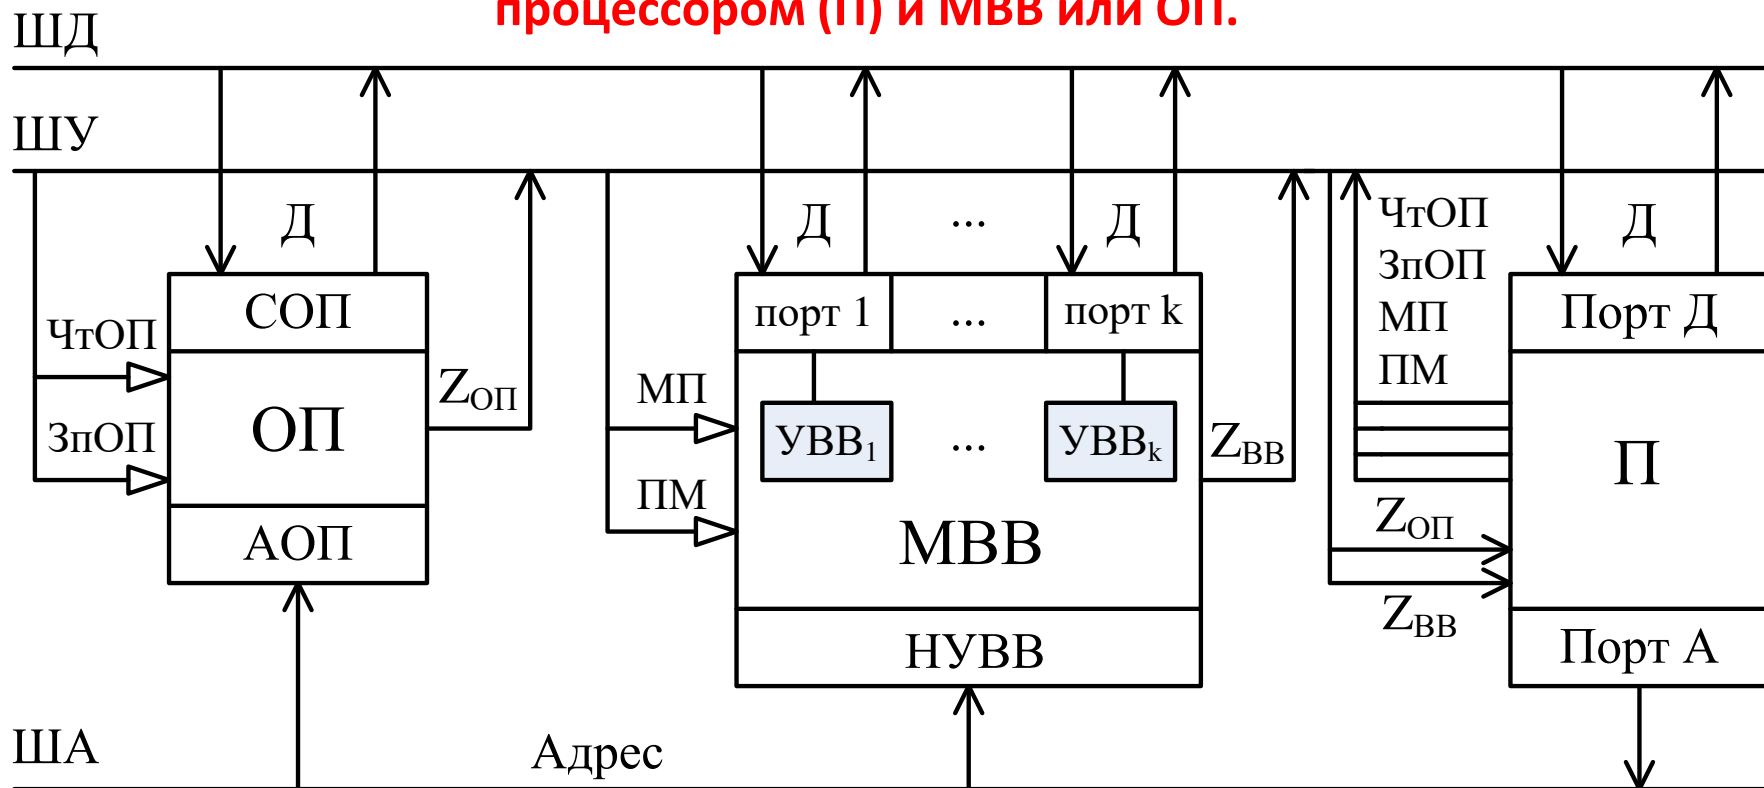 процессором (П) и МВВ или ОП.
ШД
ШУ
Д
Д
...
Д
ЧтОП
ЗпОП
МП
ПМ
Д
СОП
ЧтОП
ОП
ЗпОП
АОП
ZОП
порт 1
...
порт k
МП
ПМ
УВВ1
...
УВВk
МВВ
НУВВ
ZВВ
Порт Д
П
ZОП
ZВВ
Порт А
ША
Адрес